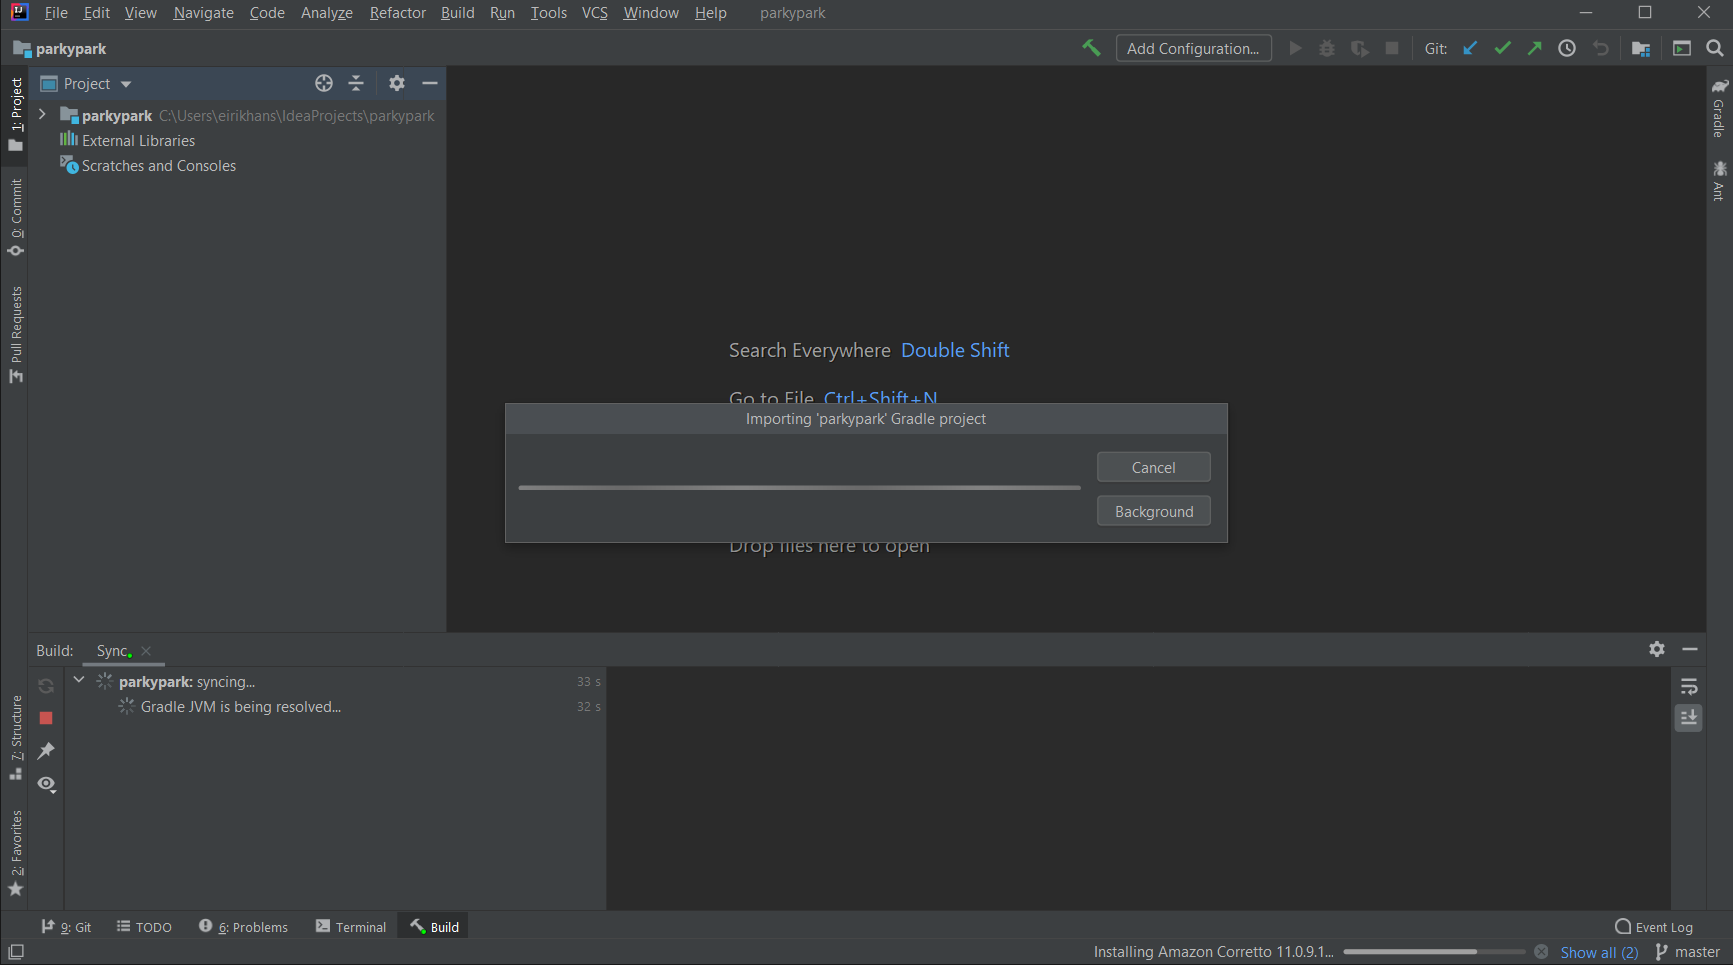 File Edit View Navigate Code Analyze Refactor Build Run Tools VCS Window Help parkypark
parkypark
Add Configuration...
Git:
1: Project
0: Commit
Pull Requests
7: Structure
2: Favorites
Project
parkypark C:\Users\eirikhans\IdeaProjects\parkypark
External Libraries
Scratches and Consoles
Gradle
Ant
Search Everywhere Double Shift
Go to File Ctrl+Shift+N
Importing 'parkypark' Gradle project
Cancel
Background
Drop files here to open
Build: Sync
parkypark: syncing... 33 s
Gradle JVM is being resolved... 32 s
9: Git TODO 6: Problems Terminal Build Event Log
Installing Amazon Corretto 11.0.9.1... Show all (2) master